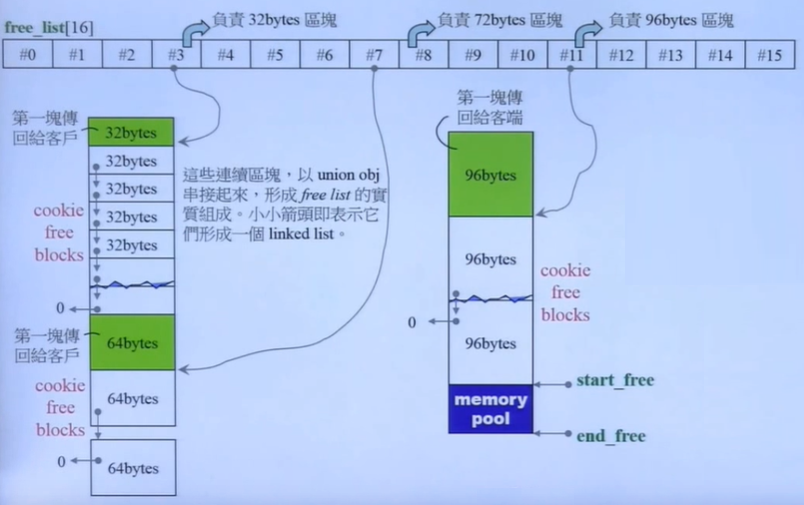 負責 32bytes 區塊
負責 72bytes 區塊
負責 96bytes 區塊
free_list[16]
#0 #1 #2 #3 #4 #5 #6 #7 #8 #9 #10 #11 #12 #13 #14 #15
第一塊傳
回給客戶
32bytes
32bytes
32bytes
32bytes
32bytes
cookie
free
blocks
0
這些連續區塊,以 union obj
串接起來,形成 free list 的實
質組成。小小箭頭即表示它
們形成一個 linked list。
第一塊傳
回給客戶
64bytes
cookie
free
blocks
64bytes
0
64bytes
第一塊傳
回給客端
96bytes
96bytes
cookie
free
blocks
0
96bytes
memory
pool
start_free
end_free